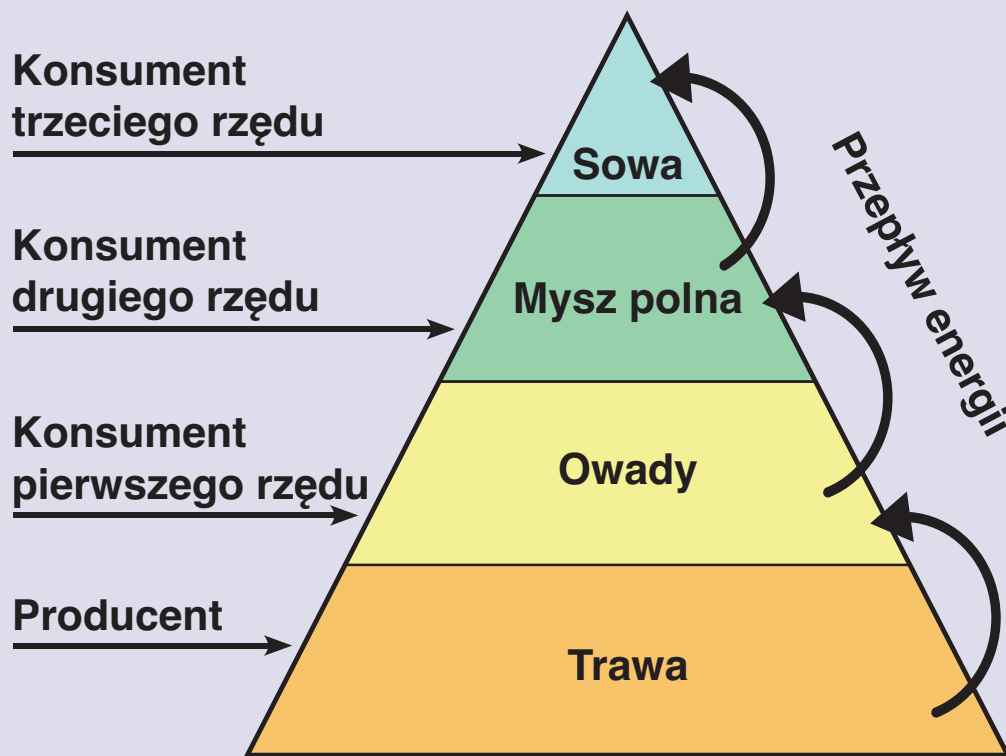 Konsument
trzeciego rzędu
Sowa
Konsument
drugiego rzędu
Mysz polna
Konsument
pierwszego rzędu
Owady
Producent
Trawa
Przepływ energii